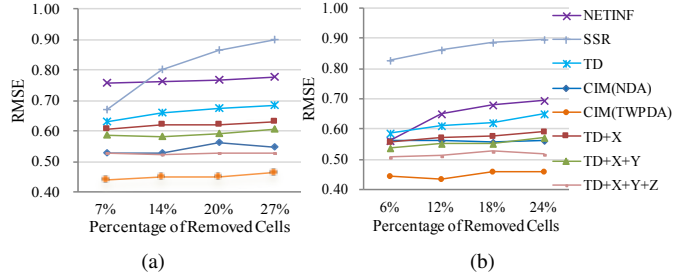 1.00
0.90
0.80
0.70
0.60
0.50
0.40
RMSE
7% 14% 20% 27%
Percentage of Removed Cells
(a)
1.00
0.90
0.80
0.70
0.60
0.50
0.40
RMSE
6% 12% 18% 24%
Percentage of Removed Cells
(b)
NETINF
SSR
TD
CIM(NDA)
CIM(TWPDA)
TD+X
TD+X+Y
TD+X+Y+Z